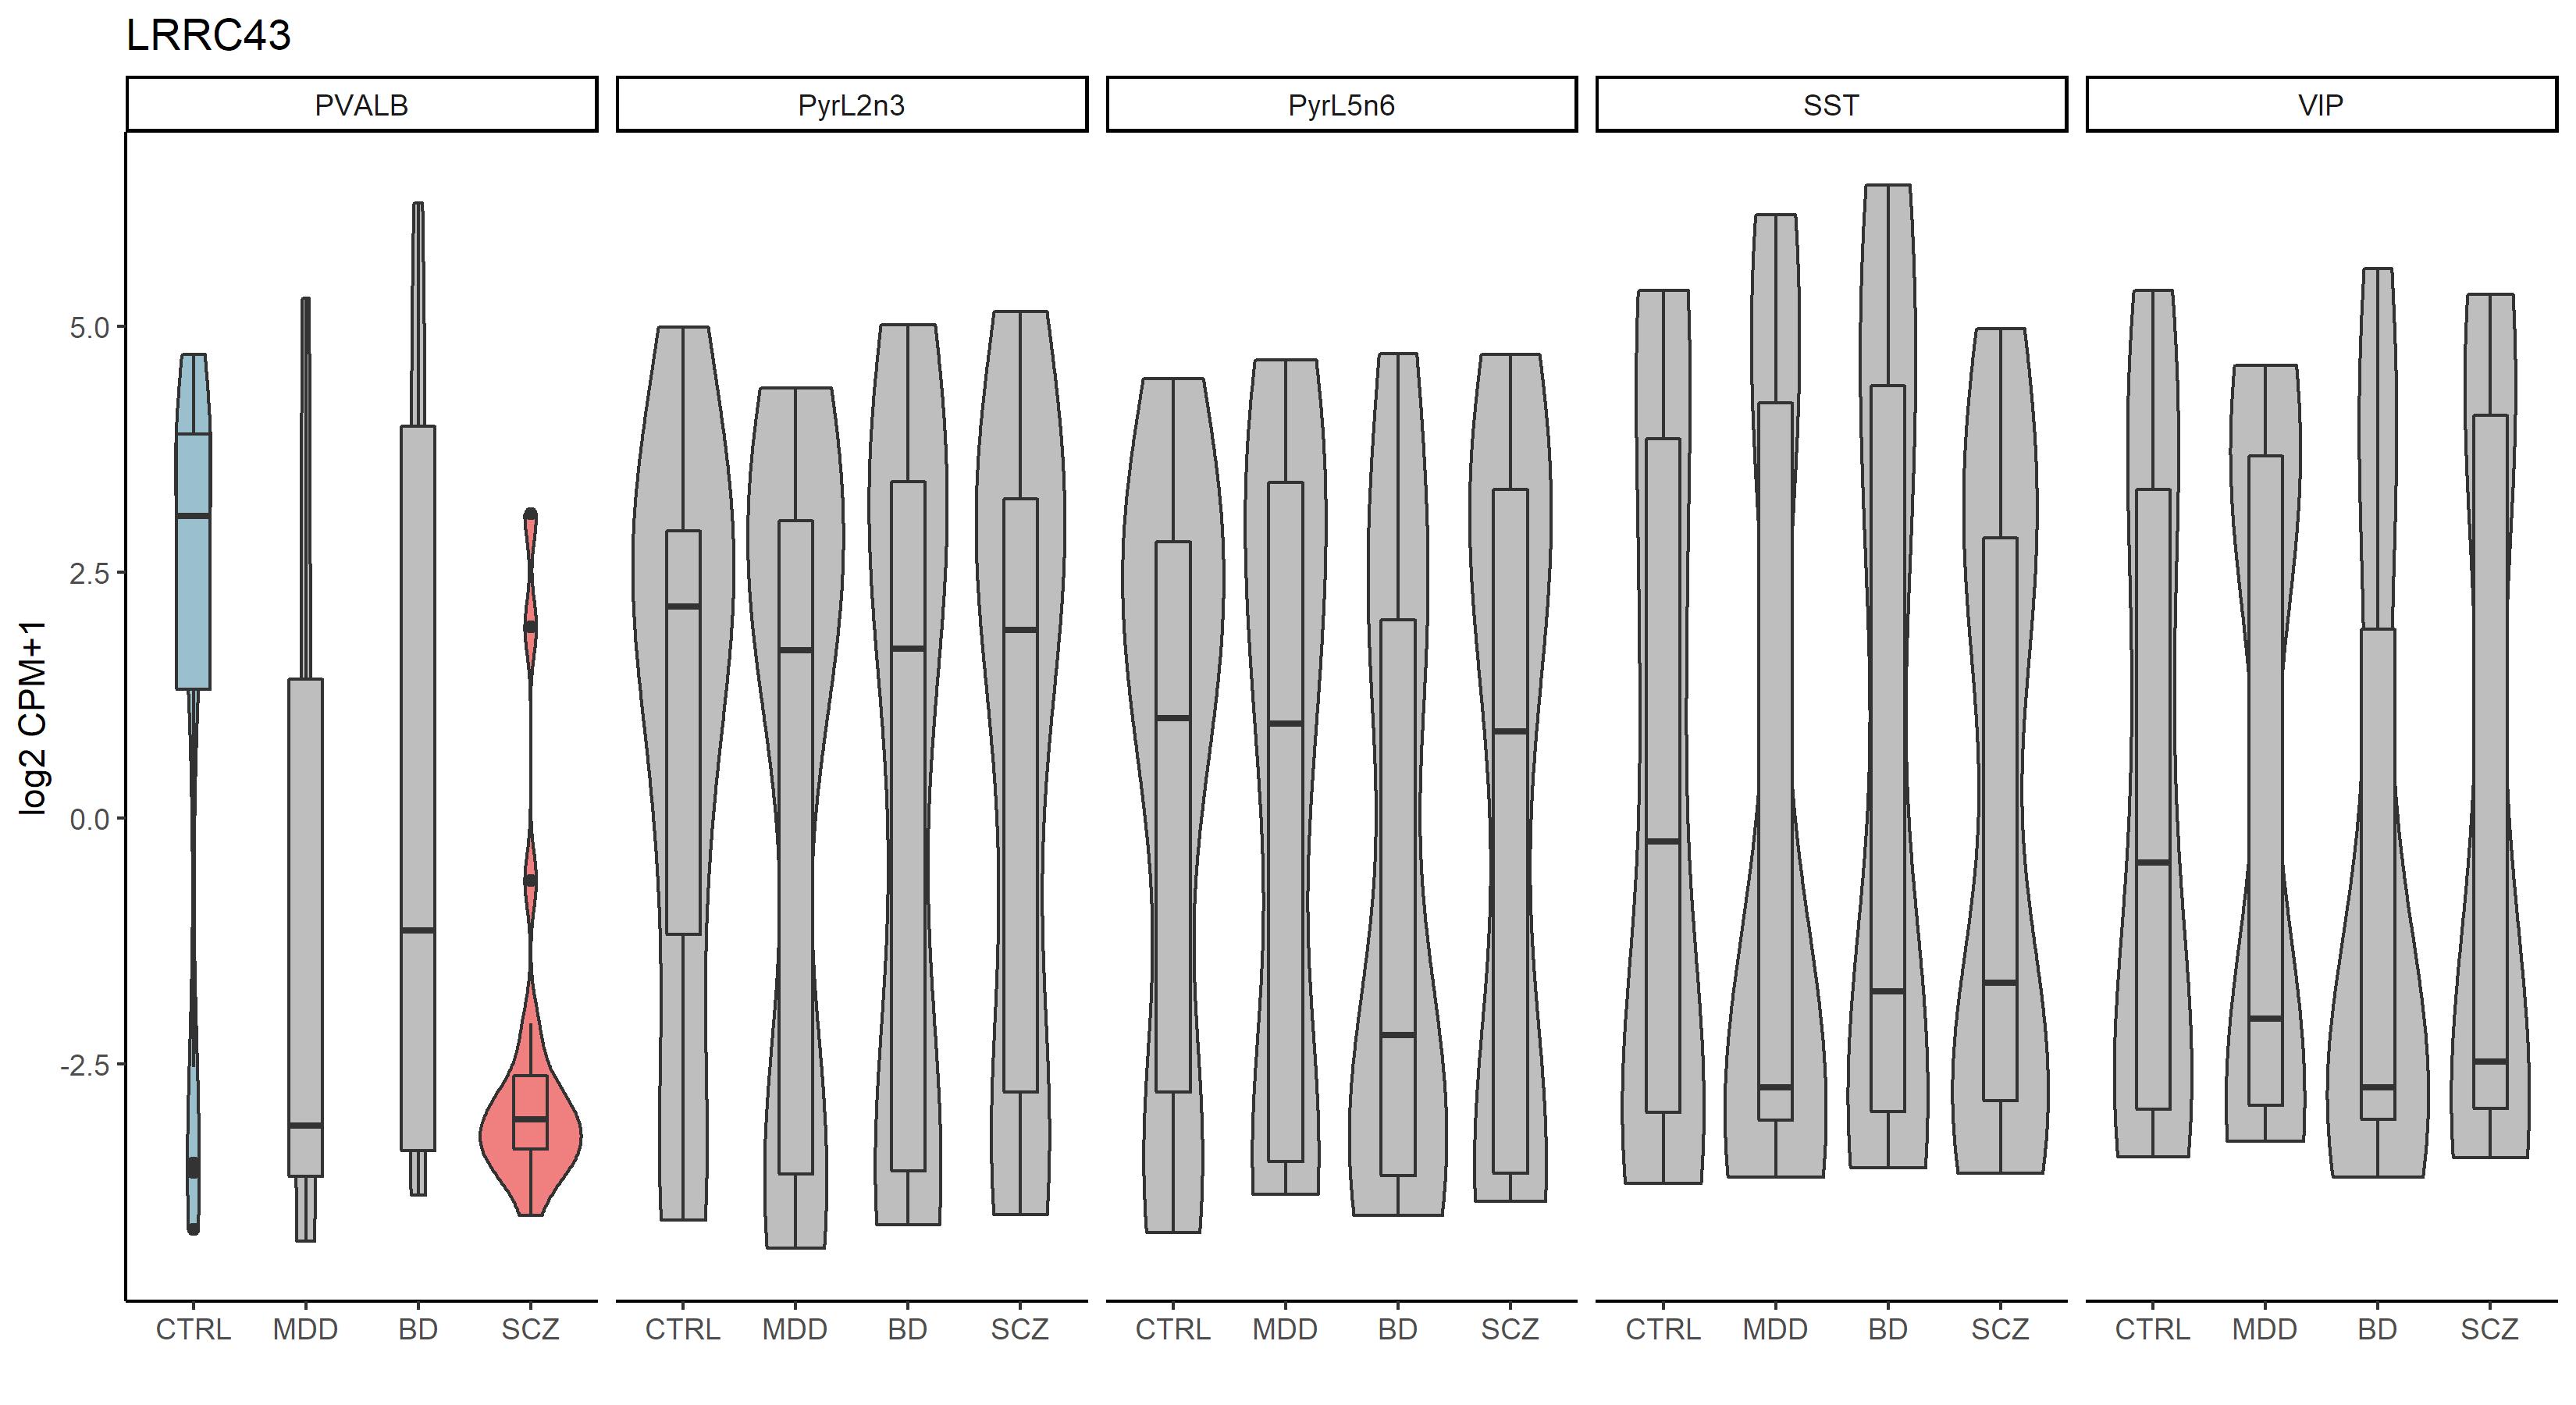 LRRC43
PVALB PyrL2n3 PyrL5n6 SST VIP
log2 CPM+1
5.0
2.5
0.0
-2.5
CTRL MDD BD SCZ CTRL MDD BD SCZ CTRL MDD BD SCZ CTRL MDD BD SCZ CTRL MDD BD SCZ